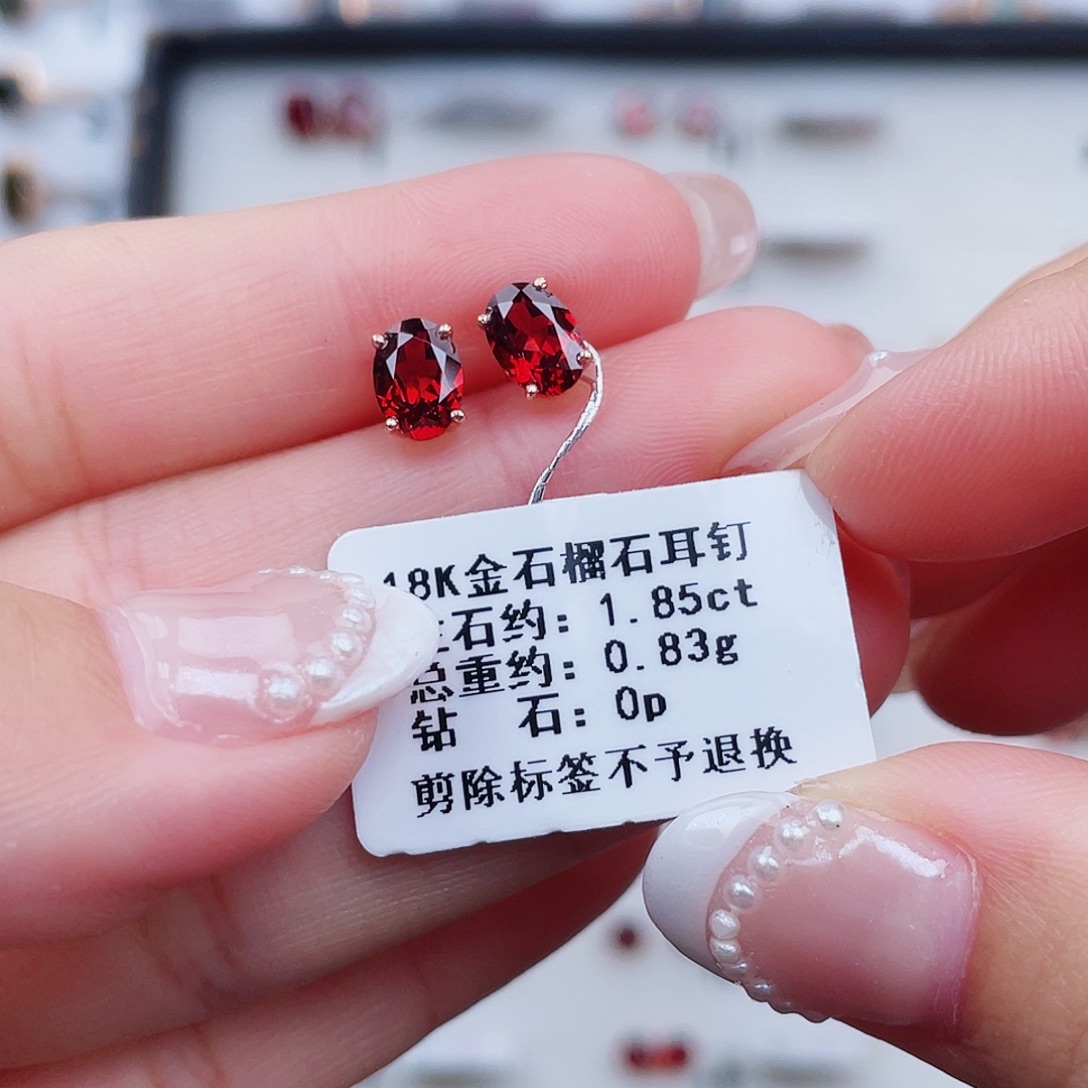 18K金石榴石耳钉
主石约：1.85ct
总重约：0.83g
钻 石：0p
剪除标签不予退换